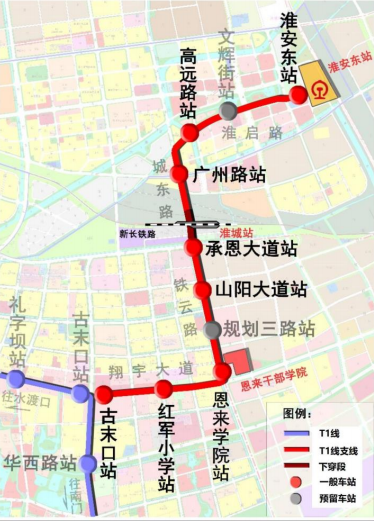 淮安东站
文辉街站
高远路站
淮安东站
淮启路
广州路站
城东路
新长铁路
淮城站
承恩大道站
山阳大道站
铁云路
规划三路站
礼字坝站
古末口站
翔宇大道
恩来干部学院
往水渡口
古末口站
红军小学站
恩来学院站
华西路站
往南门
图例：
T1线
T1线支线
下穿段
一般车站
预留车站